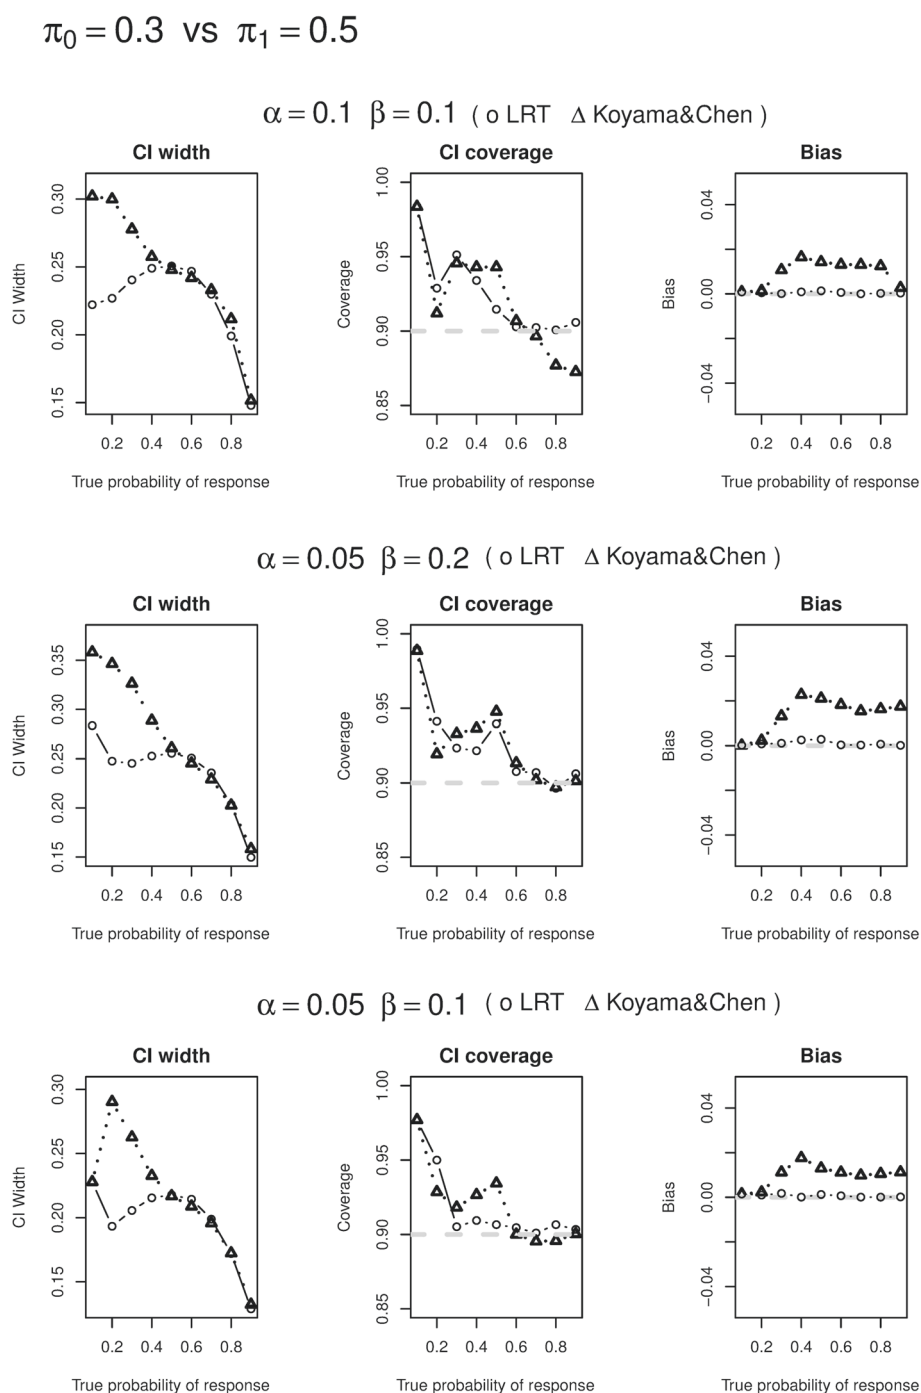 π0 = 0.3 vs π1 = 0.5
α = 0.1 β = 0.1 ( o LRT Δ Koyama&Chen )
CI width
CI coverage
Bias
CI Width
0.30
0.25
0.20
0.15
0.2 0.4 0.6 0.8
True probability of response
Coverage
1.00
0.95
0.90
0.85
0.2 0.4 0.6 0.8
True probability of response
Bias
0.04
0.00
−0.04
0.2 0.4 0.6 0.8
True probability of response
α = 0.05 β = 0.2 ( o LRT Δ Koyama&Chen )
CI width
CI coverage
Bias
CI Width
0.35
0.30
0.25
0.20
0.15
0.2 0.4 0.6 0.8
True probability of response
Coverage
1.00
0.95
0.90
0.85
0.2 0.4 0.6 0.8
True probability of response
Bias
0.04
0.00
−0.04
0.2 0.4 0.6 0.8
True probability of response
α = 0.05 β = 0.1 ( o LRT Δ Koyama&Chen )
CI width
CI coverage
Bias
CI Width
0.30
0.25
0.20
0.15
0.2 0.4 0.6 0.8
True probability of response
Coverage
1.00
0.95
0.90
0.85
0.2 0.4 0.6 0.8
True probability of response
Bias
0.04
0.00
−0.04
0.2 0.4 0.6 0.8
True probability of response